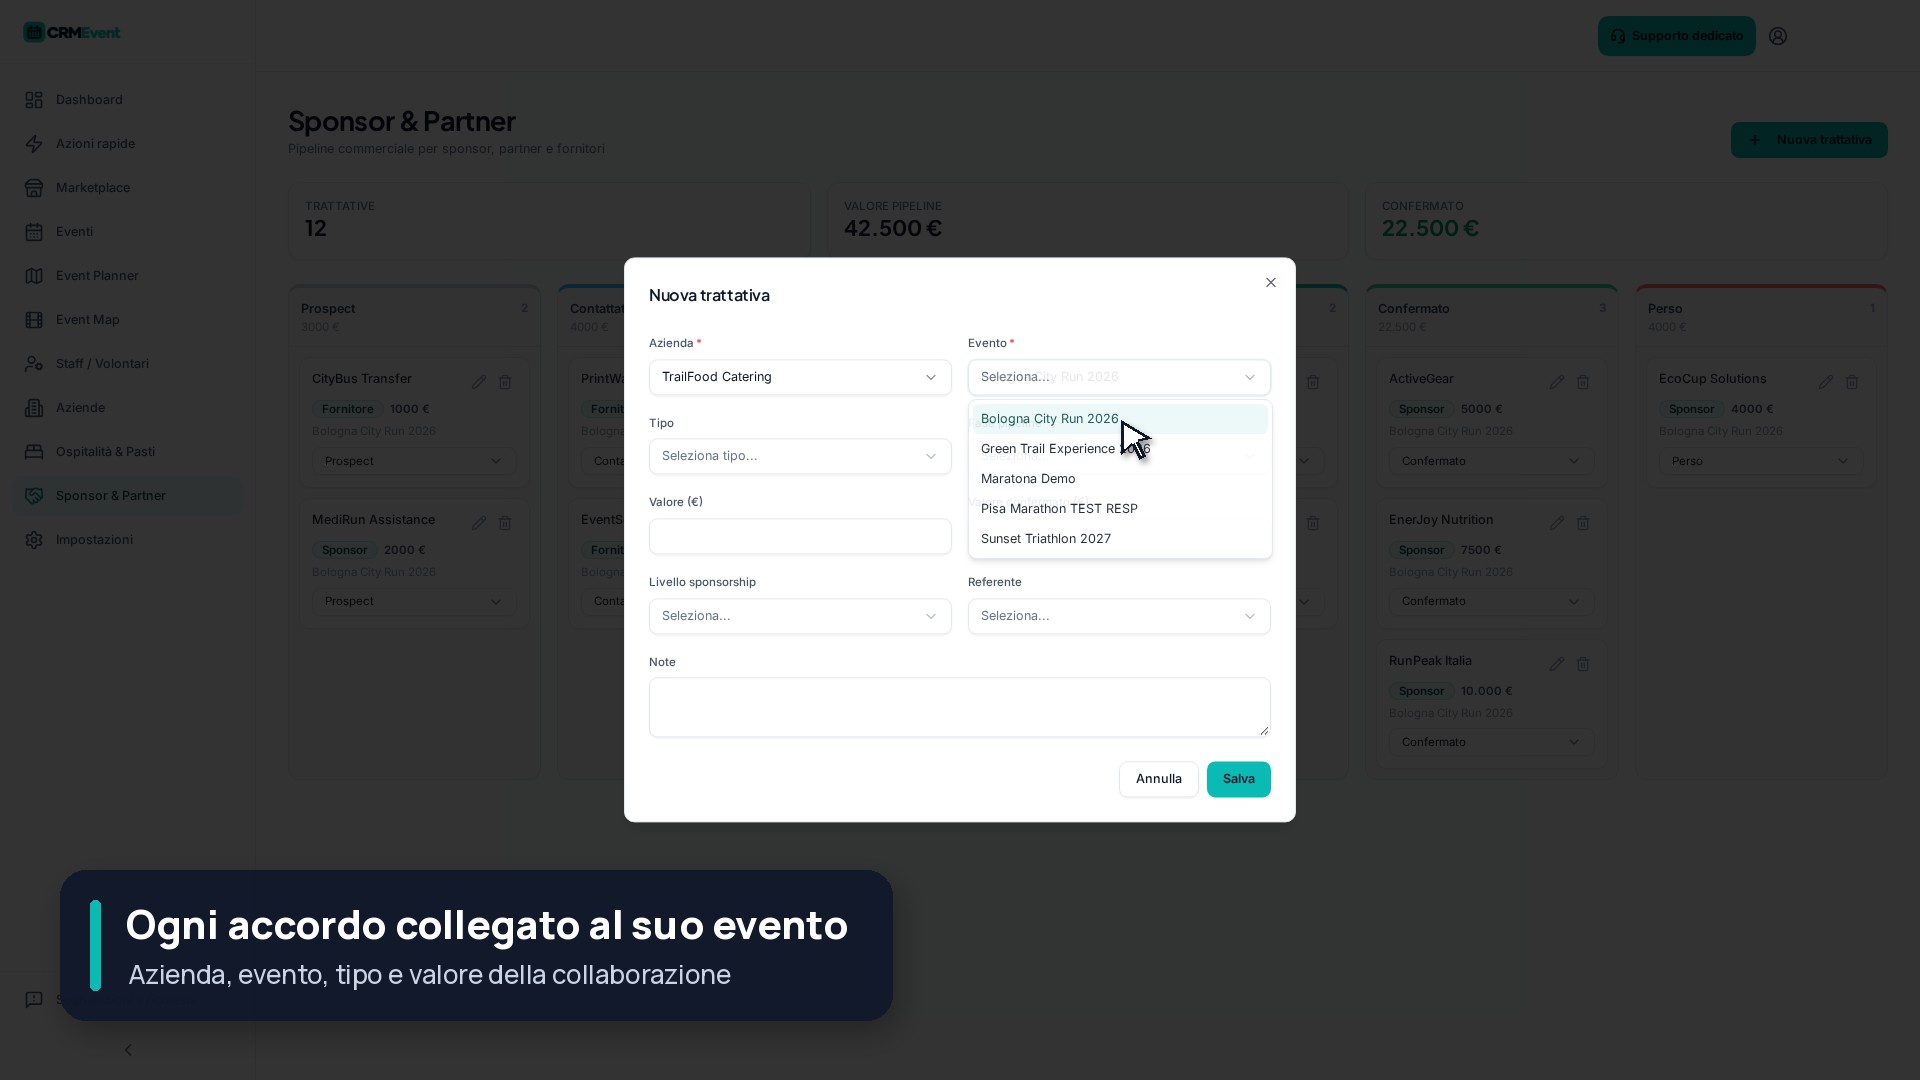 CRMEvent
Supporto dedicato
Dashboard
Azioni rapide
Marketplace
Eventi
Event Planner
Event Map
Staff / Volontari
Aziende
Ospitalità & Pasti
Sponsor & Partner
Impostazioni
Sponsor & Partner
Pipeline commerciale per sponsor, partner e fornitori
Nuova trattativa
TRATTATIVE
12
VALORE PIPELINE
42.500 €
CONFERMATO
22.500 €
Prospect 2
3000 €
CityBus Transfer
Fornitore 1000 €
Bologna City Run 2026
Prospect
MediRun Assistance
Sponsor 2000 €
Bologna City Run 2026
Prospect
4000 €
2
Confermato 3
22.500 €
ActiveGear
Sponsor 5000 €
Bologna City Run 2026
Confermato
EnerJoy Nutrition
Sponsor 7500 €
Bologna City Run 2026
Confermato
RunPeak Italia
Sponsor 10.000 €
Bologna City Run 2026
Confermato
Perso 1
4000 €
EcoCup Solutions
Sponsor 4000 €
Bologna City Run 2026
Perso
Nuova trattativa
Azienda *
TrailFood Catering
Evento *
Seleziona...
Bologna City Run 2026
Green Trail Experience
Maratona Demo
Pisa Marathon TEST RESP
Sunset Triathlon 2027
Tipo
Seleziona tipo...
Valore (€)
Livello sponsorship
Seleziona...
Referente
Seleziona...
Note
Annulla
Salva
Ogni accordo collegato al suo evento
Azienda, evento, tipo e valore della collaborazione